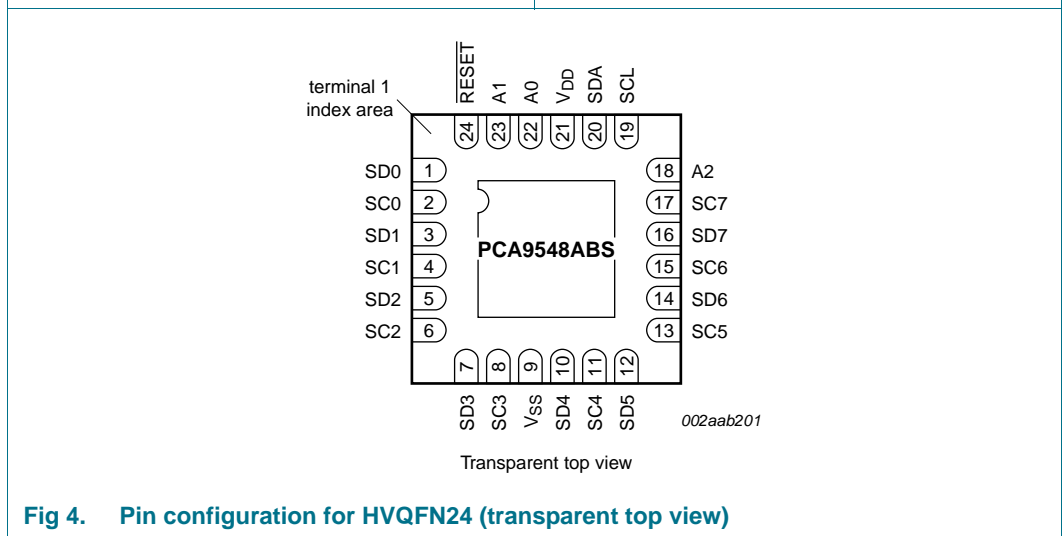 RESET
A1
A0
VDD
SDA
SCL
terminal 1
index area
24
23
22
21
20
19
SD0 1
SC0 2
SD1 3
SC1 4
SD2 5
SC2 6
18 A2
17 SC7
16 SD7
15 SC6
14 SD6
13 SC5
PCA9548ABS
7
8
9
10
11
12
SD3
SC3
VSS
SD4
SC4
SD5
002aab201
Transparent top view
Fig 4. Pin configuration for HVQFN24 (transparent top view)